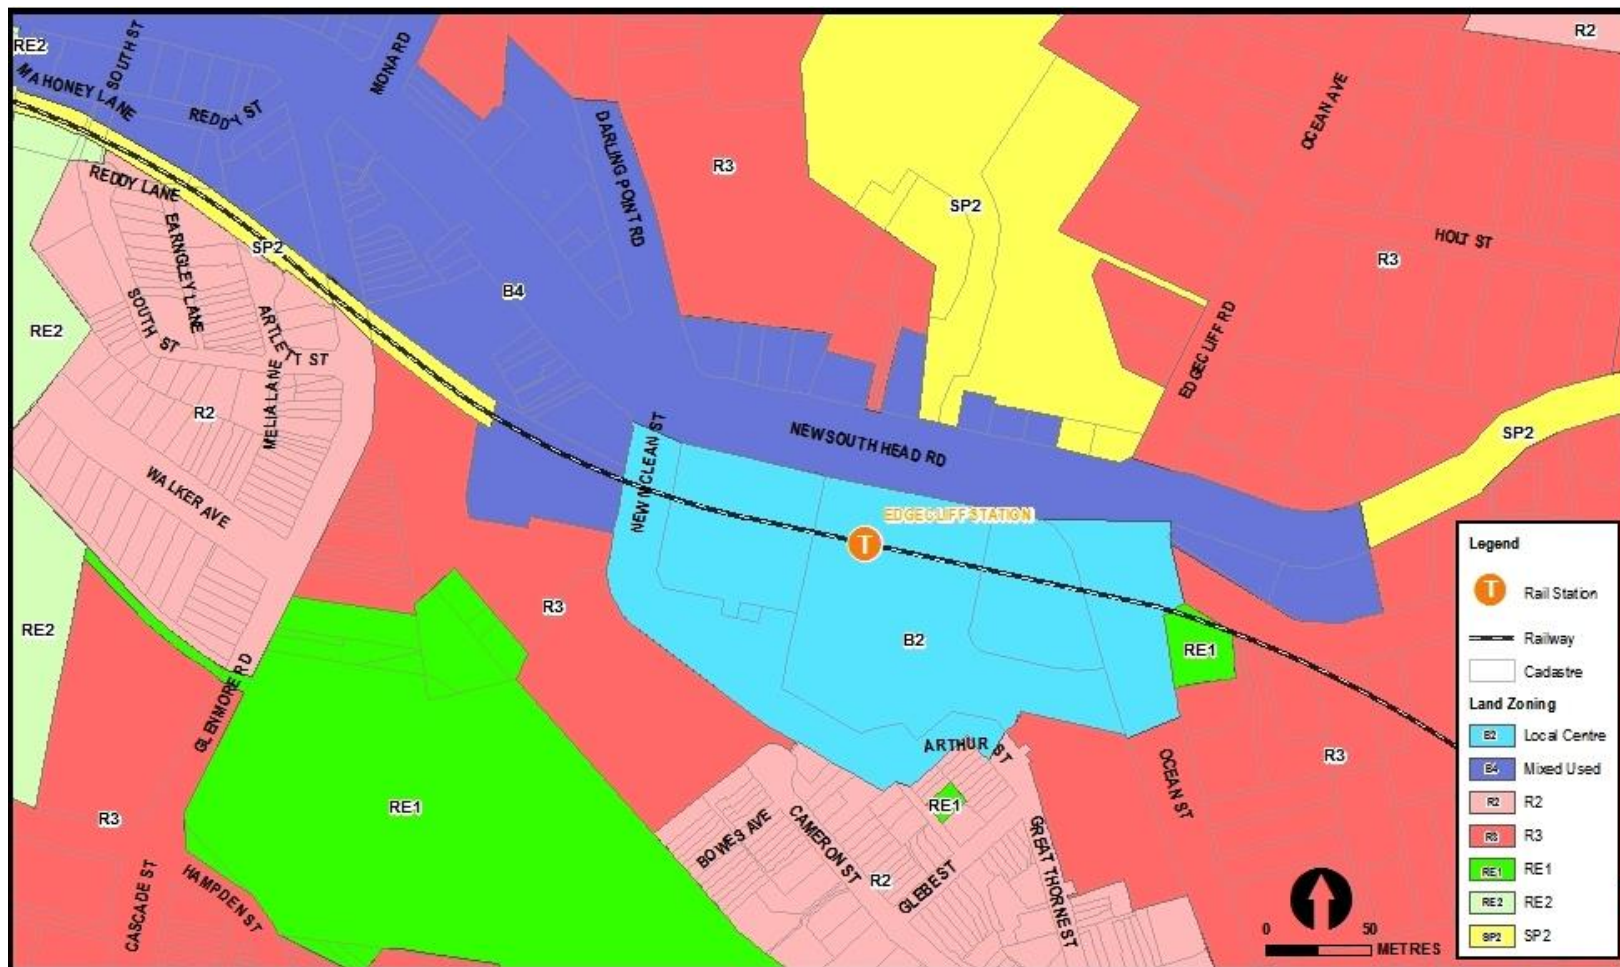 RE2
SOUTH ST
MONARD
R2
MAHONEY LANE
REDDY ST
OCEAN AVE
DARLING POINT RD
R3
REDDY LANE
SP2
EARNGLEY LANE
HOLT ST
SP2
R3
B4
RE2
SOUTH ST
ARTLETT ST
EDGECLIFF RD
MELIA LANE
R2
NEW SOUTH HEAD RD
SP2
NEW MCLEAN ST
WALKER AVE
EDGECLIFF STATION
T
R3
RE2
B2
RE1
GLENMORE RD
ARTHUR ST
R3
OCEAN ST
RE1
RE1
R3
BOWES AVE
CAMERON ST
GREAT THORNE ST
R2
GLEBE ST
CASCADE ST
HAMPDEN ST
Legend
T Rail Station
Railway
Cadastre
Land Zoning
B2 Local Centre
B4 Mixed Used
R2 R2
R3 R3
RE1 RE1
RE2 RE2
SP2 SP2
0 50
METRES